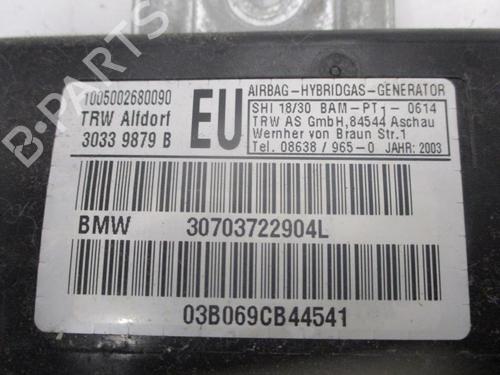 B-PARTS
1005002680090
TRW Alfdorf
3033 9879 B
EU
AIRBAG-HYBRIDGAS-GENERATOR
SHI 18/30 BAM-PT1-0614
TRW AS GmbH,84544 Aschau
Wernher von Braun Str.1
Tel. 08638 / 965-0 JAHR: 2003
BMW 30703722904L
03B069CB44541